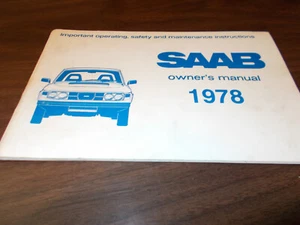 Important operating, safety and maintenance instructions
SAAB
owner's manual
1978